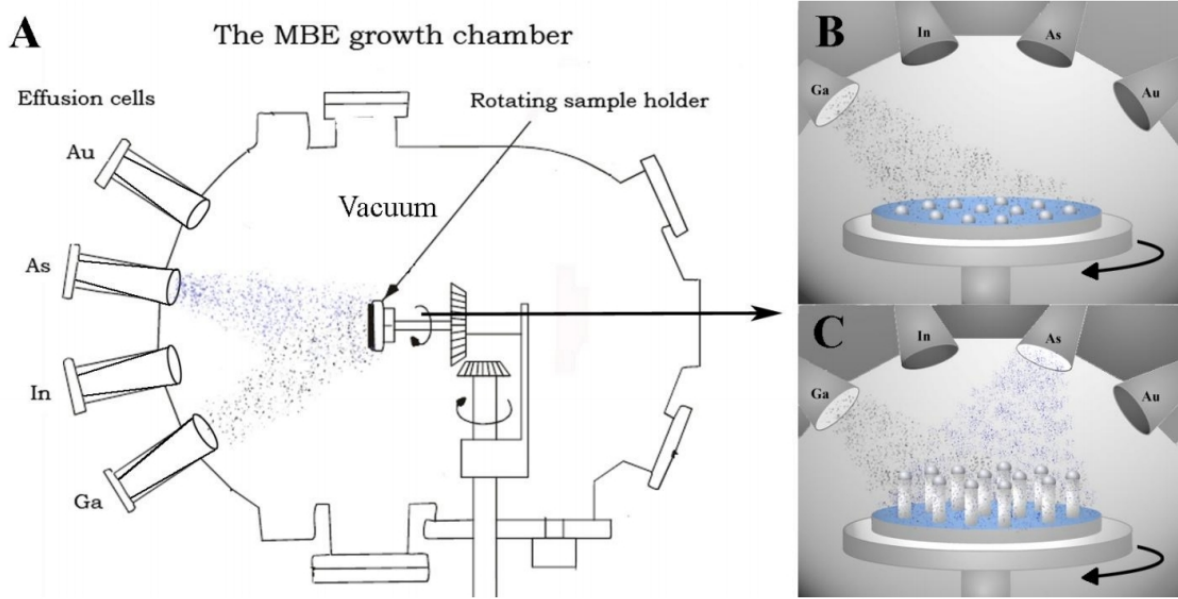 A
The MBE growth chamber
Effusion cells
Rotating sample holder
Au
Vacuum
As
In
Ga
B
In
As
Ga
Au
C
In
As
Ga
Au